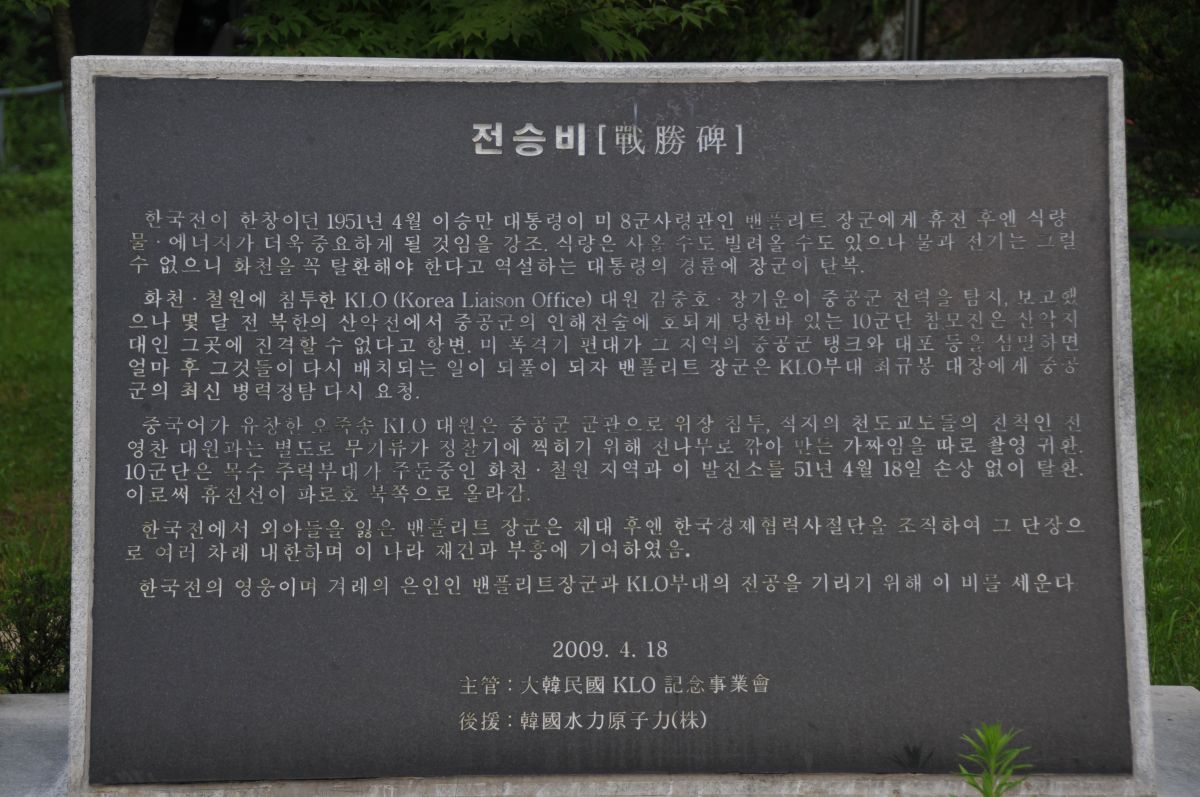 전승비[戰勝碑]
한국전이 한창이던 1951년 4월 이승만 대통령이 미 8군사령관인 밴플리트 장군에게 휴전 후엔 식량
물·에너지가 더욱 중요하게 될 것임을 강조. 식량은 사올 수도 빌려올 수도 있으나 물과 전기는 그럴
수 없으니 화천을 꼭 탈환해야 한다고 역설하는 대통령의 경륜에 장군이 탄복.
화천·철원에 침투한 KLO (Korea Liaison Office) 대원 김중호·장기운이 중공군 전력을 탐지, 보고했
으나 몇 달 전 북한의 산악전에서 중공군의 인해전술에 호되게 당한바 있는 10군단 참모진은 산악지
대인 그곳에 진격할 수 없다고 항변. 미 폭격기 편대가 그 지역의 중공군 탱크와 대포 등을 섬멸하면
얼마 후 그것들이 다시 배치되는 일이 되풀이 되자 밴플리트 장군은 KLO부대 최규봉 대장에게 중공
군의 최신 병력정탐 다시 요청.
중국어가 유창한 오주송 KLO 대원은 중공군 군관으로 위장 침투, 적지의 천도교도들의 친척인 전
영찬 대원과는 별도로 무기류가 정찰기에 찍히기 위해 전나무로 깎아 만든 가짜임을 따로 촬영 귀환.
10군단은 목수 주력부대가 주둔중인 화천·철원 지역과 이 발전소를 51년 4월 18일 손상 없이 탈환.
이로써 휴전선이 파로호 북쪽으로 올라감.
한국전에서 외아들을 잃은 밴플리트 장군은 제대 후엔 한국경제협력사절단을 조직하여 그 단장으
로 여러 차례 내한하며 이 나라 재건과 부흥에 기여하였음.
한국전의 영웅이며 겨레의 은인인 밴플리트장군과 KLO부대의 전공을 기리기 위해 이 비를 세운다
2009. 4. 18
主管 : 大韓民國 KLO 記念事業會
後援 : 韓國水力原子力(株)